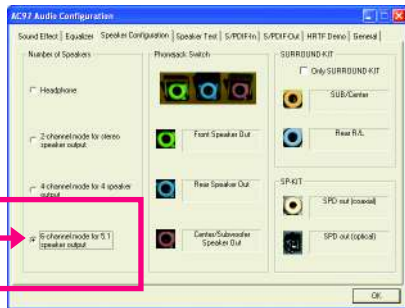 AC97 Audio Configuration
Sound Effect | Equalizer | Speaker Configuration | Speaker Test | S/PDIF-In | S/PDIF-Out | HRTF Demo | General
Number of Speakers
Headphone
2-channel mode for stereo
speaker output
4-channel mode for 4 speaker
output
6-channel mode for 5.1
speaker output
Phonejack Switch
Front Speaker Out
Rear Speaker Out
Center/Subwoofer
Speaker Out
SURROUND-KIT
Only SURROUND-KIT
SUB/Center
Rear R/L
SP-KIT
SPD out (coaxial)
SPD out (optical)
OK